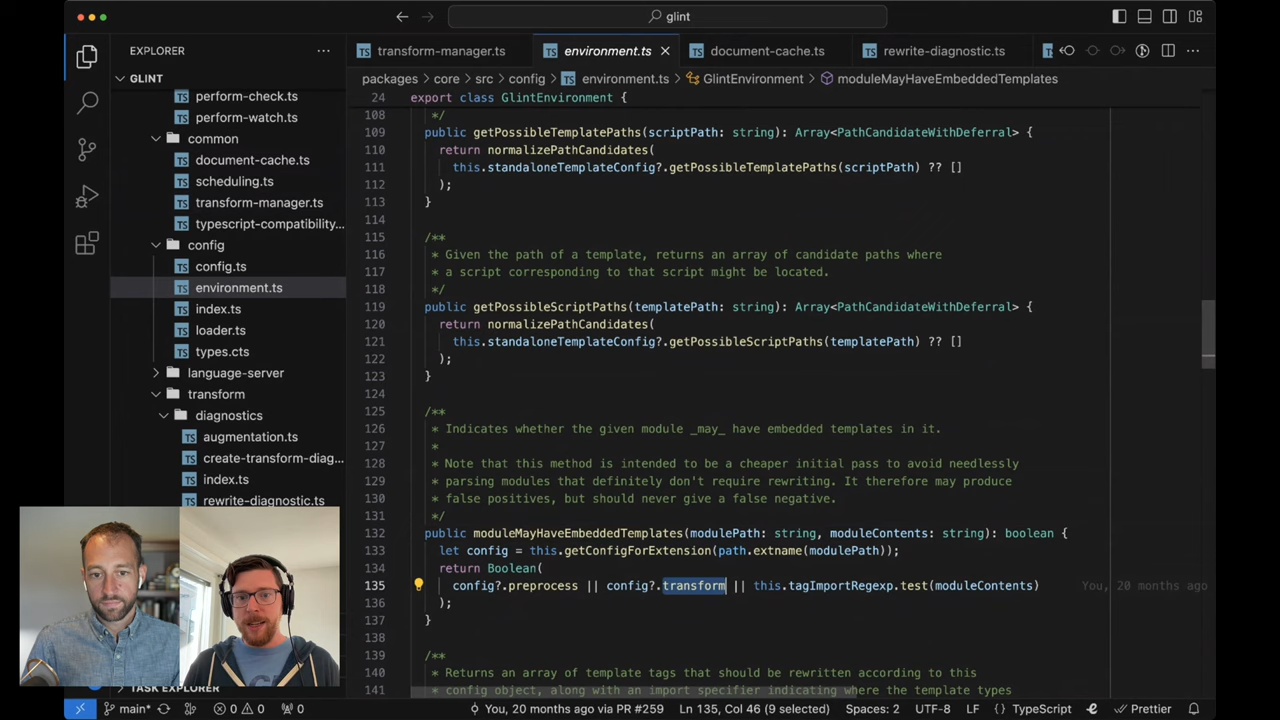 glint
EXPLORER
transform-manager.ts
environment.ts
document-cache.ts
rewrite-diagnostic.ts
GLINT
packages > core > src > config > environment.ts > GlintEnvironment > moduleMayHaveEmbeddedTemplates
perform-check.ts
perform-watch.ts
common
document-cache.ts
scheduling.ts
transform-manager.ts
typescript-compatibility...
config
config.ts
environment.ts
index.ts
loader.ts
types.cts
language-server
transform
diagnostics
augmentation.ts
create-transform-diag...
index.ts
rewrite-diagnostic.ts
TASK EXPLORER
24 export class GlintEnvironment {
108 */
109 public getPossibleTemplatePaths(scriptPath: string): Array<PathCandidateWithDeferral> {
110 return normalizePathCandidates(
111 this.standaloneTemplateConfig?.getPossibleTemplatePaths(scriptPath) ?? []
112 );
113 }
114
115 /**
116 * Given the path of a template, returns an array of candidate paths where
117 * a script corresponding to that script might be located.
118 */
119 public getPossibleScriptPaths(templatePath: string): Array<PathCandidateWithDeferral> {
120 return normalizePathCandidates(
121 this.standaloneTemplateConfig?.getPossibleScriptPaths(templatePath) ?? []
122 );
123 }
124
125 /**
126 * Indicates whether the given module _may_ have embedded templates in it.
127 *
128 * Note that this method is intended to be a cheaper initial pass to avoid needlessly
129 * parsing modules that definitely don't require rewriting. It therefore may produce
130 * false positives, but should never give a false negative.
131 */
132 public moduleMayHaveEmbeddedTemplates(modulePath: string, moduleContents: string): boolean {
133 let config = this.getConfigForExtension(path.extname(modulePath));
134 return Boolean(
135 config?.preprocess || config?.transform || this.tagImportRegexp.test(moduleContents) You, 20 months ago
136 );
137 }
138
139 /**
140 * Returns an array of template tags that should be rewritten according to this
141 * config object, along with an import specifier indicating where the template types
main* 0 0 0 You, 20 months ago via PR #259 Ln 135, Col 46 (9 selected) Spaces: 2 UTF-8 LF {} TypeScript Prettier